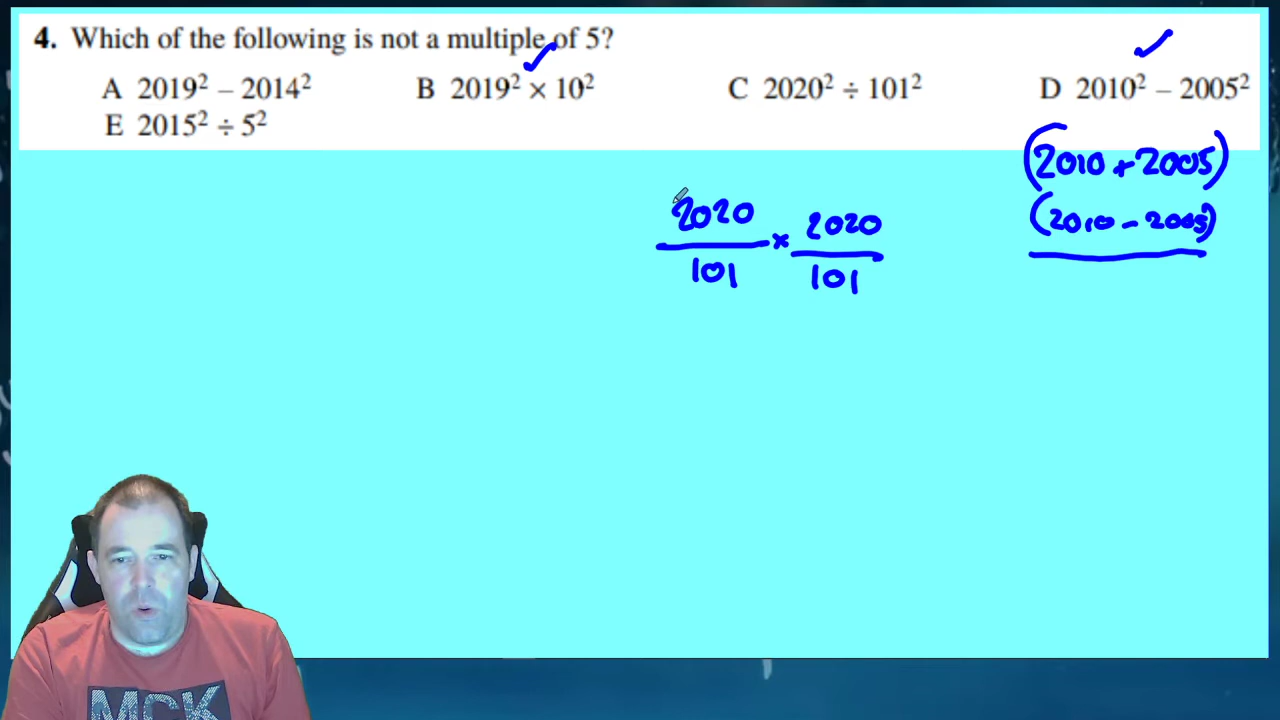 4. Which of the following is not a multiple of 5?
A 2019² – 2014² B 2019² × 10² C 2020² ÷ 101² D 2010² – 2005²
E 2015² ÷ 5²
(2010 + 2005)
(2010 - 2005)
2020 × 2020
101 101
MCK